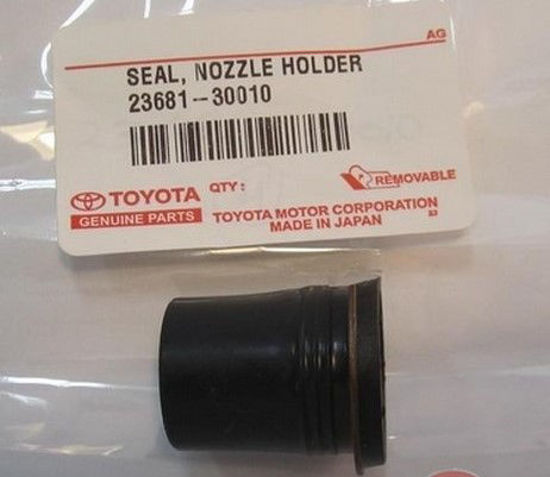 AG
SEAL, NOZZLE HOLDER
23681-30010
TOYOTA
GENUINE PARTS
QTY:
REMOVABLE
TOYOTA MOTOR CORPORATION
MADE IN JAPAN